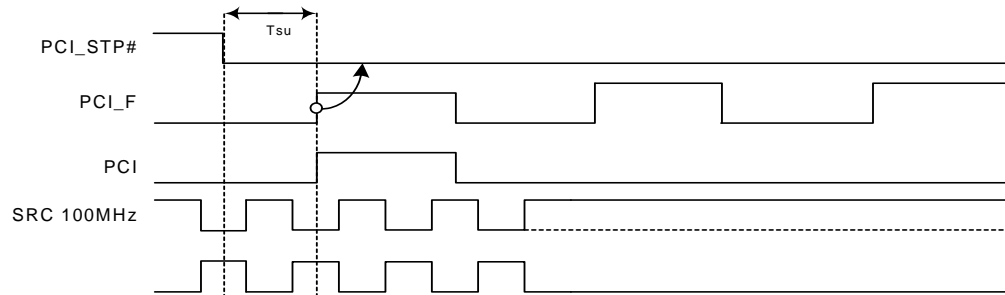 Tsu
PCI_STP#
PCI_F
PCI
SRC 100MHz